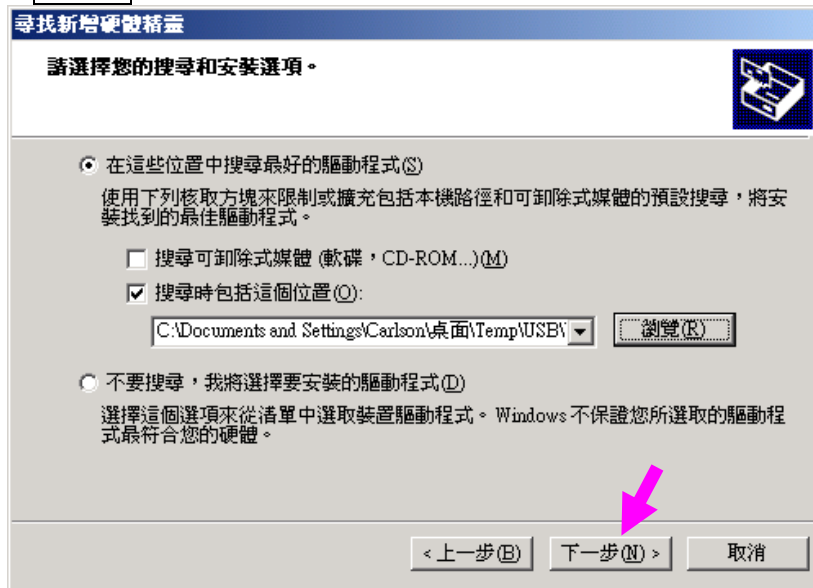 尋找新增硬體精靈
請選擇您的搜尋和安裝選項。
在這些位置中搜尋最好的驅動程式(S)
使用下列核取方塊來限制或擴充包括本機路徑和可卸除式媒體的預設搜尋，將安
裝找到的最佳驅動程式。
搜尋可卸除式媒體 (軟碟，CD-ROM...)(M)
搜尋時包括這個位置(O):
C:\Documents and Settings\Carlson\桌面\Temp\USB\ 瀏覽(R)
不要搜尋，我將選擇要安裝的驅動程式(D)
選擇這個選項來從清單中選取裝置驅動程式。Windows 不保證您所選取的驅動程
式最符合您的硬體。
< 上一步(B) 下一步(N) > 取消